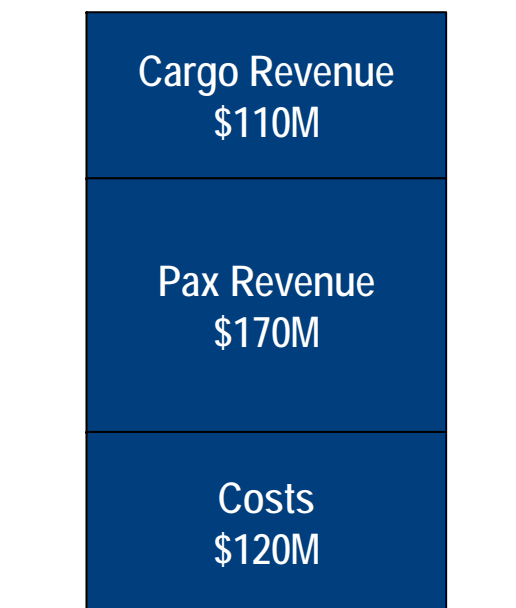 Cargo Revenue
$110M
Pax Revenue
$170M
Costs
$120M